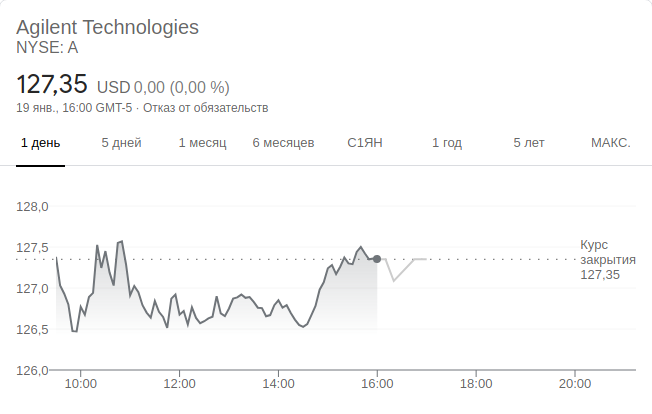 Agilent Technologies
NYSE: A
127,35 USD 0,00 (0,00 %)
19 янв., 16:00 GMT-5 · Отказ от обязательств
1 день 5 дней 1 месяц 6 месяцев С1ЯН 1 год 5 лет МАКС.
128,0
127,5
127,0
126,5
126,0
Курс
закрытия
127,35
10:00 12:00 14:00 16:00 18:00 20:00